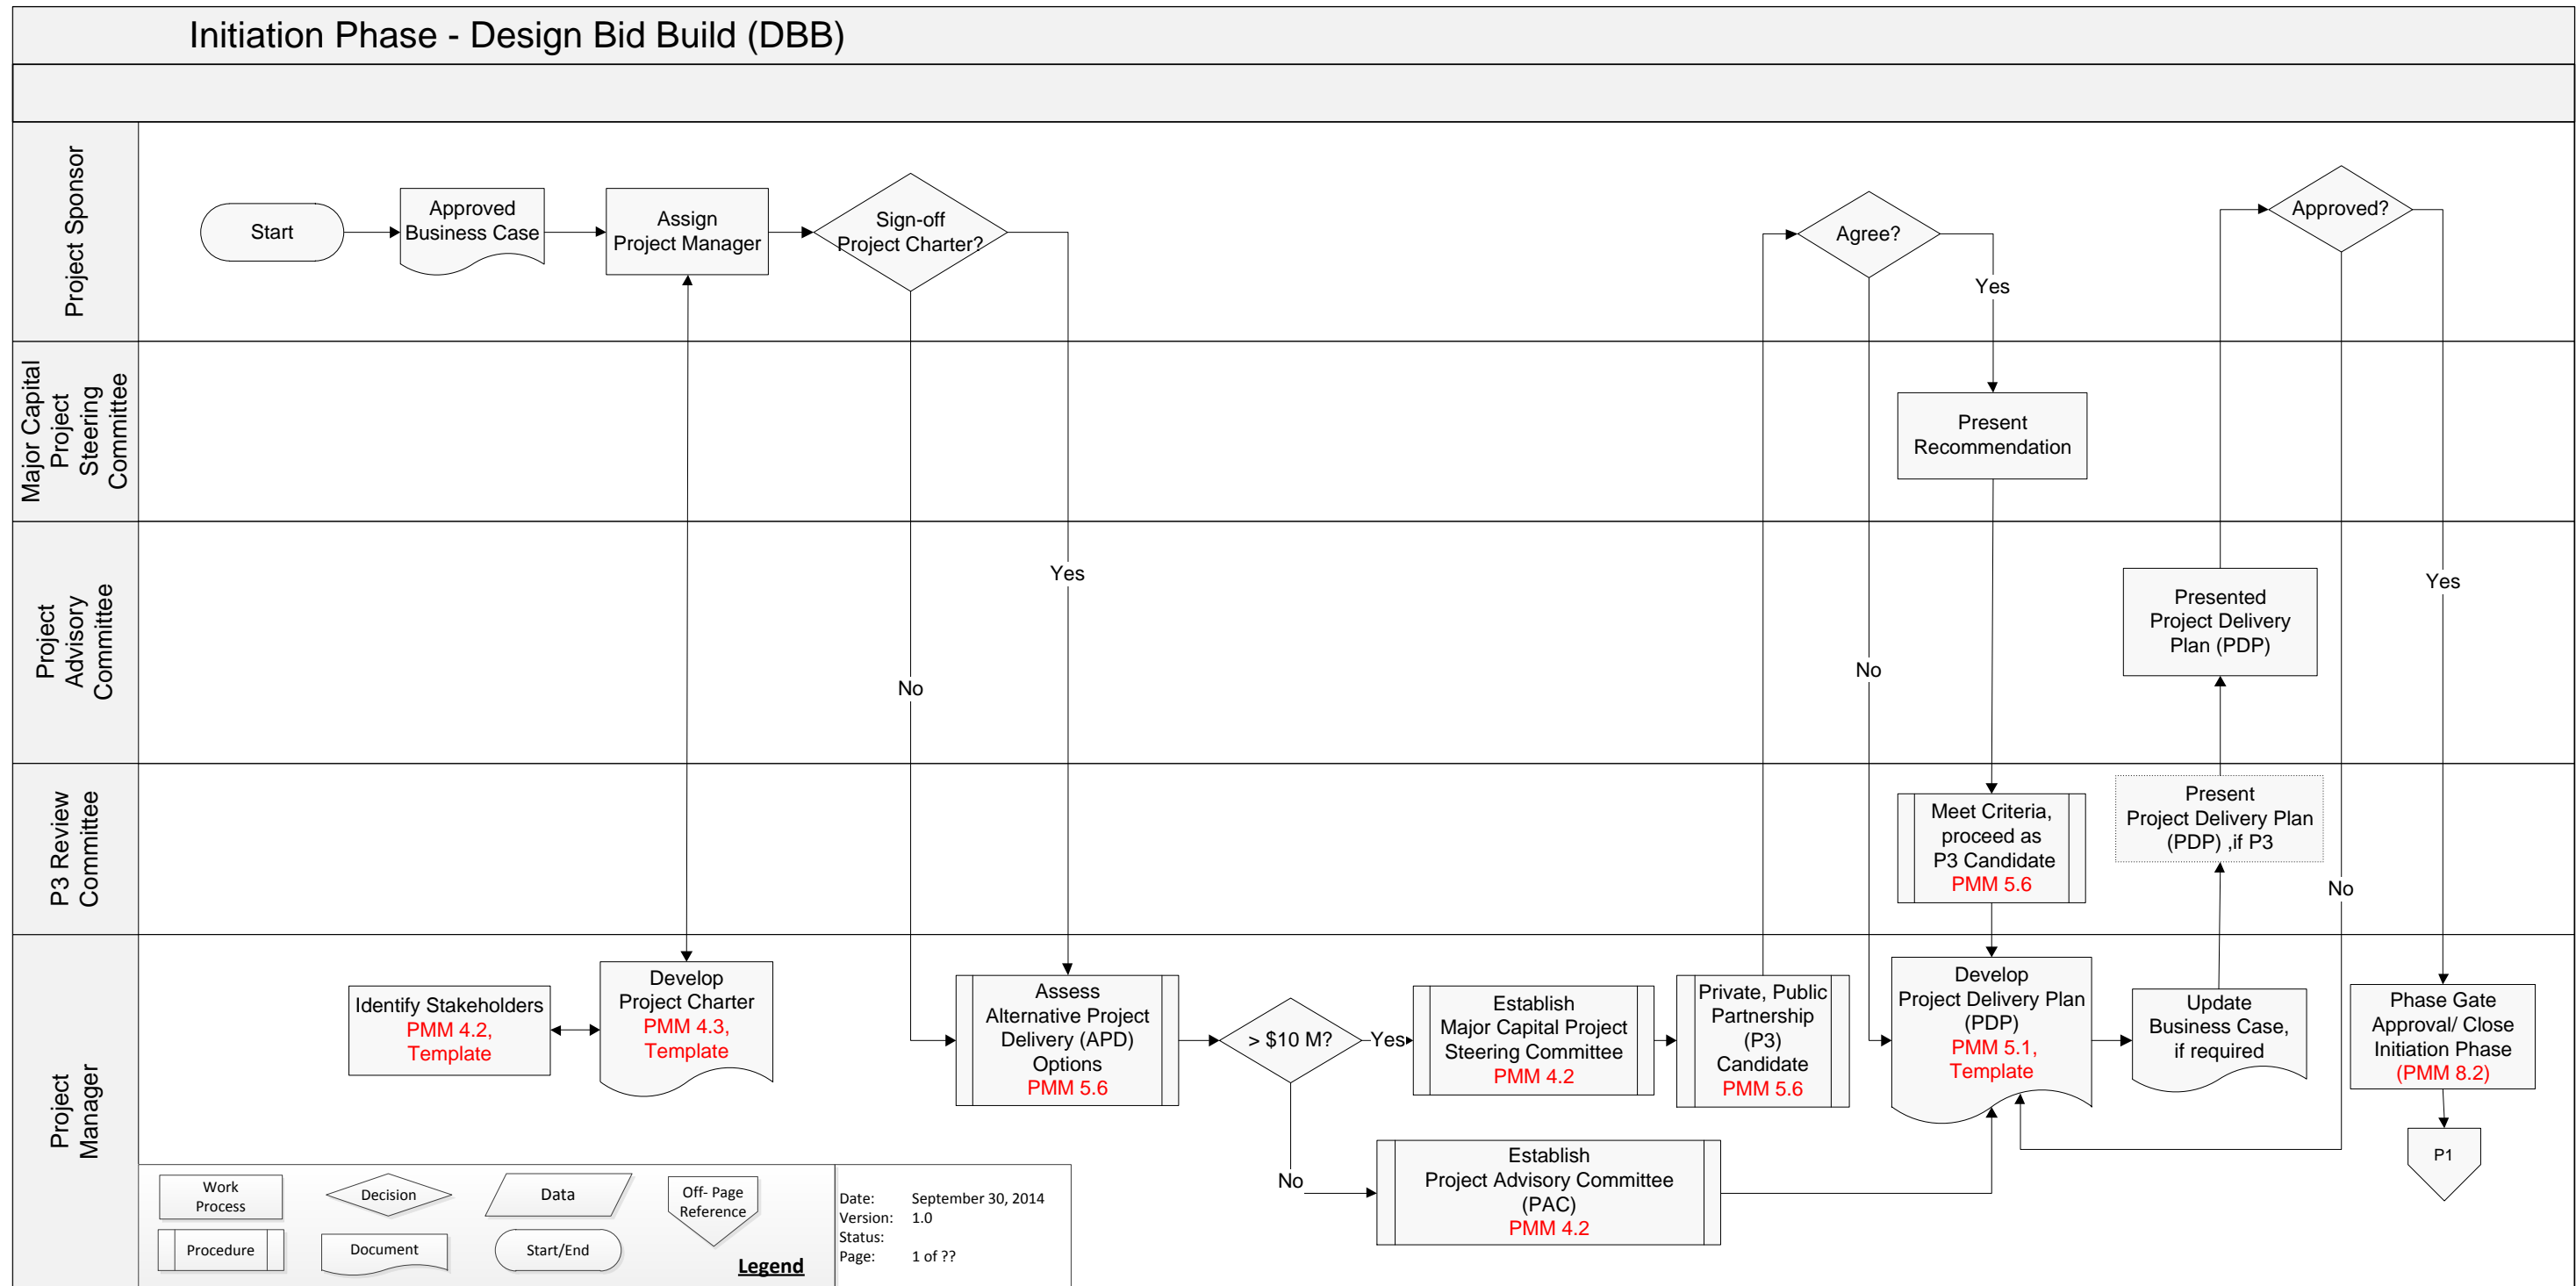 Initiation Phase - Design Bid Build (DBB)
Project Sponsor
Start
Approved
Business Case
Assign
Project Manager
Sign-off
Project Charter?
Agree?
Yes
Approved?
Major Capital
Project
Steering
Committee
Present
Recommendation
Project
Advisory
Committee
No
Yes
No
Presented
Project Delivery
Plan (PDP)
Yes
P3 Review
Committee
Meet Criteria,
proceed as
P3 Candidate
PMM 5.6
Present
Project Delivery Plan
(PDP) ,if P3
No
Project
Manager
Identify Stakeholders
PMM 4.2,
Template
Develop
Project Charter
PMM 4.3,
Template
Assess
Alternative Project
Delivery (APD)
Options
PMM 5.6
> $10 M?
Yes
Establish
Major Capital Project
Steering Committee
PMM 4.2
Private, Public
Partnership
(P3)
Candidate
PMM 5.6
Develop
Project Delivery Plan
(PDP)
PMM 5.1,
Template
Update
Business Case,
if required
Phase Gate
Approval/ Close
Initiation Phase
(PMM 8.2)
No
Establish
Project Advisory Committee
(PAC)
PMM 4.2
P1
Work
Process
Decision
Data
Off- Page
Reference
Procedure
Document
Start/End
Legend
Date: September 30, 2014
Version: 1.0
Status:
Page: 1 of ??